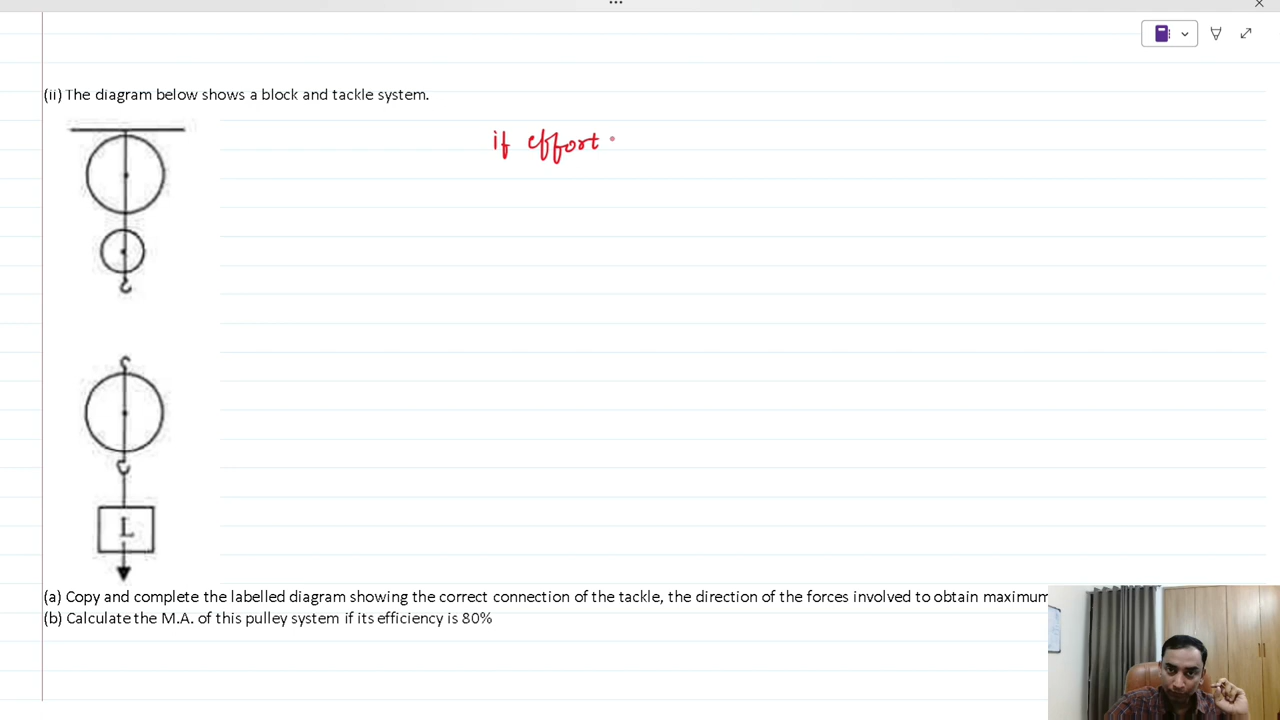 (ii) The diagram below shows a block and tackle system.
if effort
L
(a) Copy and complete the labelled diagram showing the correct connection of the tackle, the direction of the forces involved to obtain maximum
(b) Calculate the M.A. of this pulley system if its efficiency is 80%